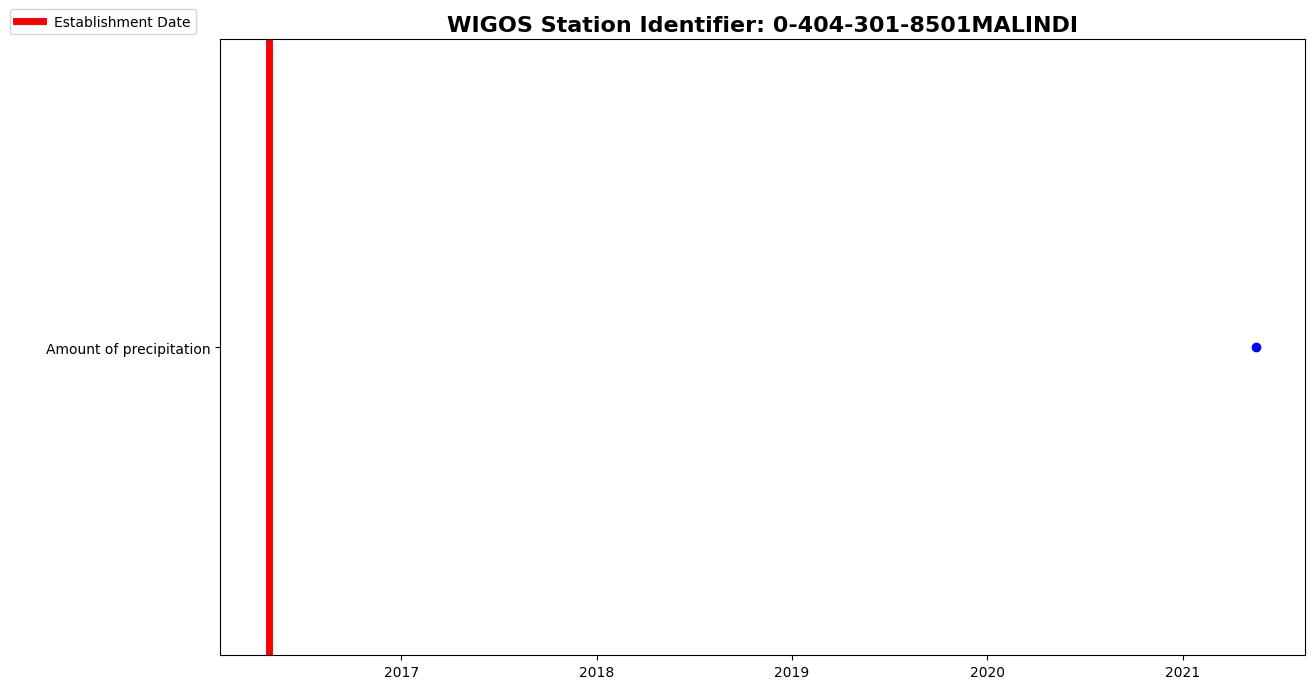 Establishment Date
WIGOS Station Identifier: 0-404-301-8501MALINDI
Amount of precipitation
2017 2018 2019 2020 2021